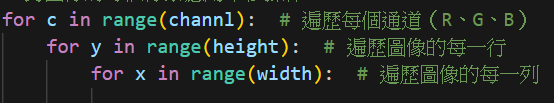 for c in range(channl):  # 遍歷每個通道（R、G、B）
    for y in range(height):  # 遍歷圖像的每一行
        for x in range(width):  # 遍歷圖像的每一列